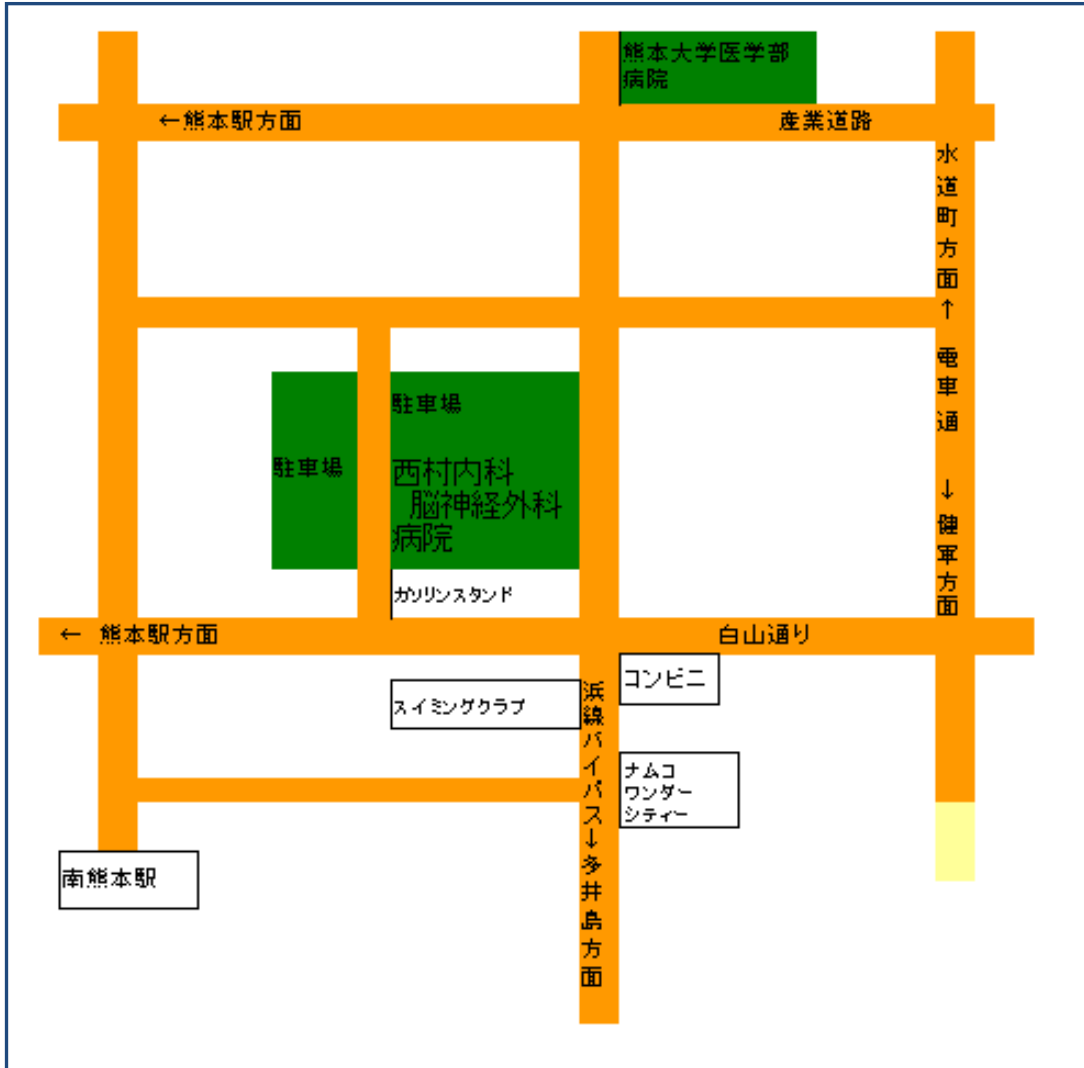 熊本大学医学部
病院
←熊本駅方面
産業道路
水道町方面↑ 電車通 ↓健軍方面
駐車場
駐車場
西村内科
脳神経外科
病院
ガソリンスタンド
← 熊本駅方面
白山通り
コンビニ
スイミングクラブ
浜線バイパス↓多井島方面
ナムコ
ワンダー
シティー
南熊本駅